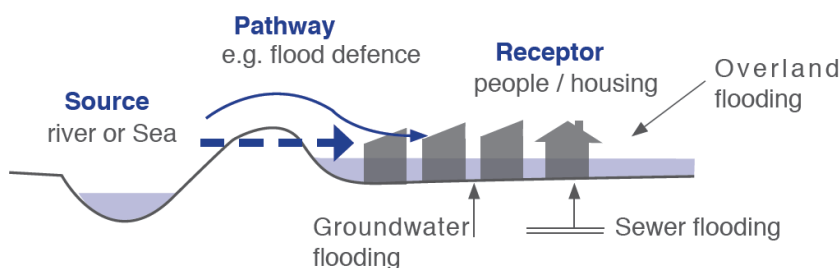 Pathway
e.g. flood defence
Receptor
people / housing
Source
river or Sea
Overland
flooding
Groundwater
flooding
Sewer flooding